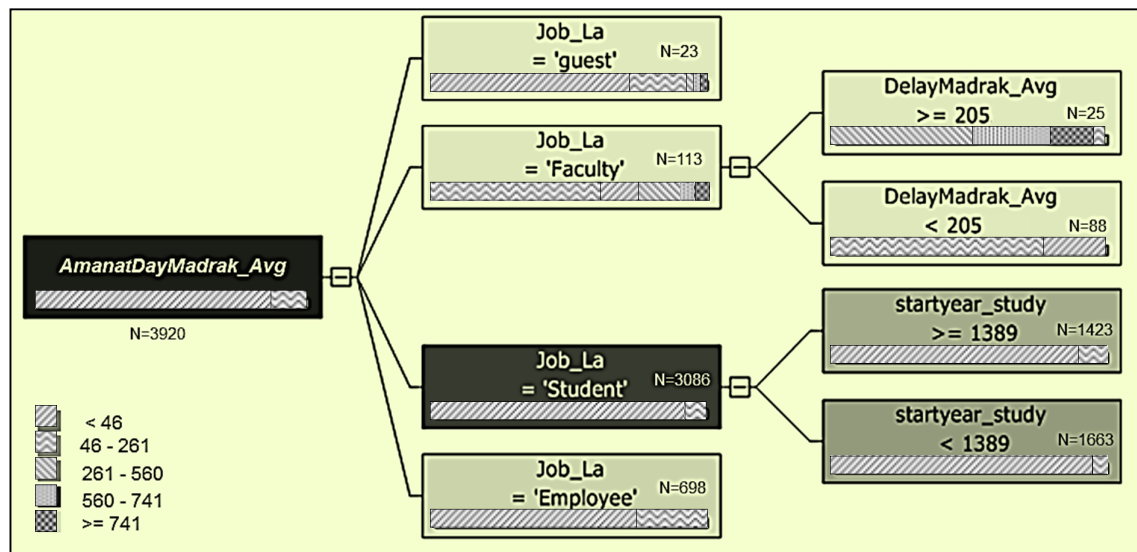 AmanatDayMadrak_Avg
N=3920
Job_La
= 'guest'
N=23
Job_La
= 'Faculty'
N=113
Job_La
= 'Student'
N=3086
Job_La
= 'Employee'
N=698
DelayMadrak_Avg
>= 205
N=25
DelayMadrak_Avg
< 205
N=88
startyear_study
>= 1389
N=1423
startyear_study
< 1389
N=1663
< 46
46 - 261
261 - 560
560 - 741
>= 741